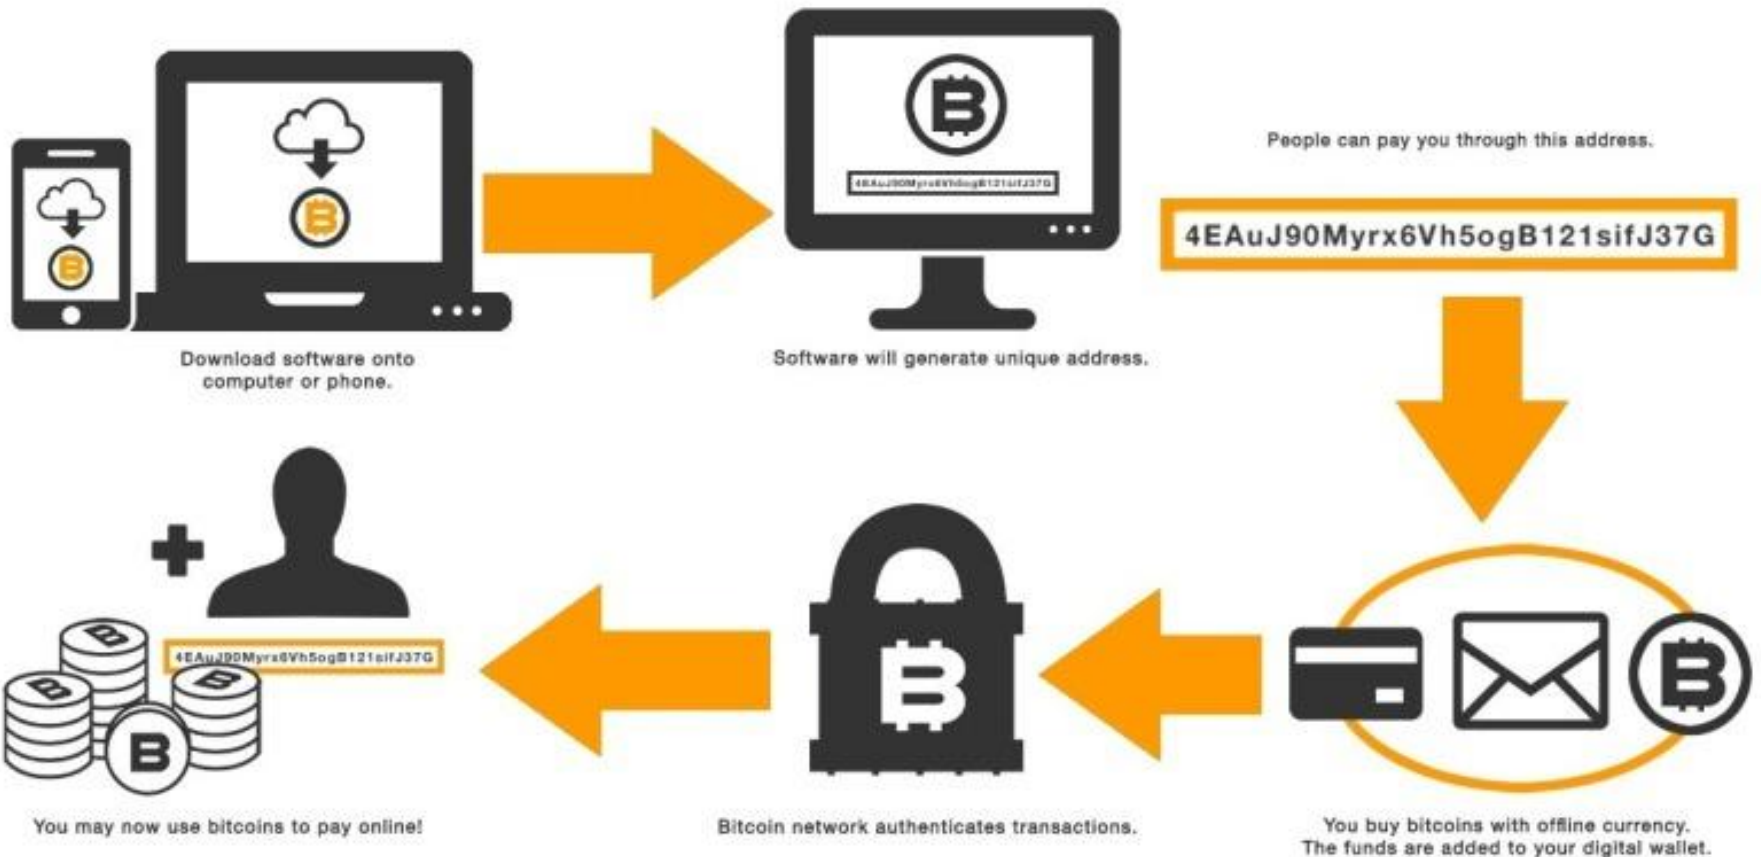 Download software onto
computer or phone.
4EAuJ90Myrx6Vh5ogB121sifJ37G
Software will generate unique address.
People can pay you through this address.
4EAuJ90Myrx6Vh5ogB121sifJ37G
You buy bitcoins with offline currency.
The funds are added to your digital wallet.
Bitcoin network authenticates transactions.
4EAuJ90Myrx6Vh5ogB121sifJ37G
You may now use bitcoins to pay online!